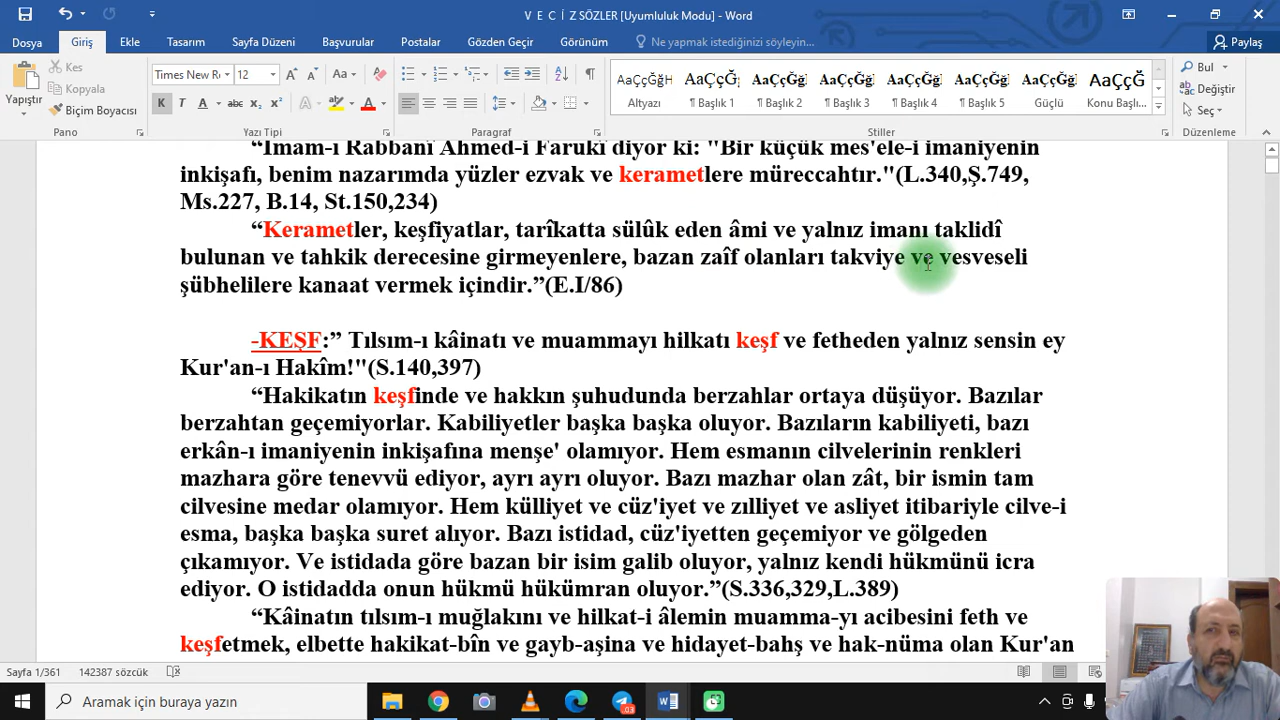 V E C İ Z SÖZLER [Uyumluluk Modu] - Word
Dosya Giriş Ekle Tasarım Sayfa Düzeni Başvurular Postalar Gözden Geçir Görünüm Ne yapmak istediğinizi söyleyin... Paylaş
Yapıştır
Kes
Kopyala
Biçim Boyacısı
Pano
Times New Ro 12
Yazı Tipi
Paragraf
AaÇçĞğH AaÇçĞ AaÇçĞğ AaÇçĞğ AaÇçĞğ AaÇçĞğ AaÇçĞğ AaÇçĞ
Altyazı ¶ Başlık 1 ¶ Başlık 2 ¶ Başlık 3 ¶ Başlık 4 ¶ Başlık 5 Güçlü Konu Başlı...
Stiller
Bul
Değiştir
Seç
Düzenleme
“İmam-ı Rabbanî Ahmed-i Farukî diyor ki: "Bir küçük mes'ele-i imaniyenin
inkişafı, benim nazarımda yüzler ezvak ve kerametlere müreccahtır."(L.340,Ş.749,
Ms.227, B.14, St.150,234)
“Kerametler, keşfiyatlar, tarîkatta sülûk eden âmi ve yalnız imanı taklidî
bulunan ve tahkik derecesine girmeyenlere, bazan zaîf olanları takviye ve vesveseli
şübhelilere kanaat vermek içindir.”(E.I/86)
-KEŞF:” Tılsım-ı kâinatı ve muammayı hilkatı keşf ve fetheden yalnız sensin ey
Kur'an-ı Hakîm!"(S.140,397)
“Hakikatın keşfinde ve hakkın şuhudunda berzahlar ortaya düşüyor. Bazılar
berzahtan geçemiyorlar. Kabiliyetler başka başka oluyor. Bazıların kabiliyeti, bazı
erkân-ı imaniyenin inkişafına menşe' olamıyor. Hem esmanın cilvelerinin renkleri
mazhara göre tenevvü ediyor, ayrı ayrı oluyor. Bazı mazhar olan zât, bir ismin tam
cilvesine medar olamıyor. Hem külliyet ve cüz'iyet ve zılliyet ve asliyet itibariyle cilve-i
esma, başka başka suret alıyor. Bazı istidad, cüz'iyetten geçemiyor ve gölgeden
çıkamıyor. Ve istidada göre bazan bir isim galib oluyor, yalnız kendi hükmünü icra
ediyor. O istidadda onun hükmü hükümran oluyor.”(S.336,329,L.389)
“Kâinatın tılsım-ı muğlakını ve hilkat-i âlemin muamma-yı acibesini feth ve
keşfetmek, elbette hakikat-bîn ve gayb-aşina ve hidayet-bahş ve hak-nüma olan Kur'an
Sayfa 1/361 142387 sözcük
Aramak için buraya yazın